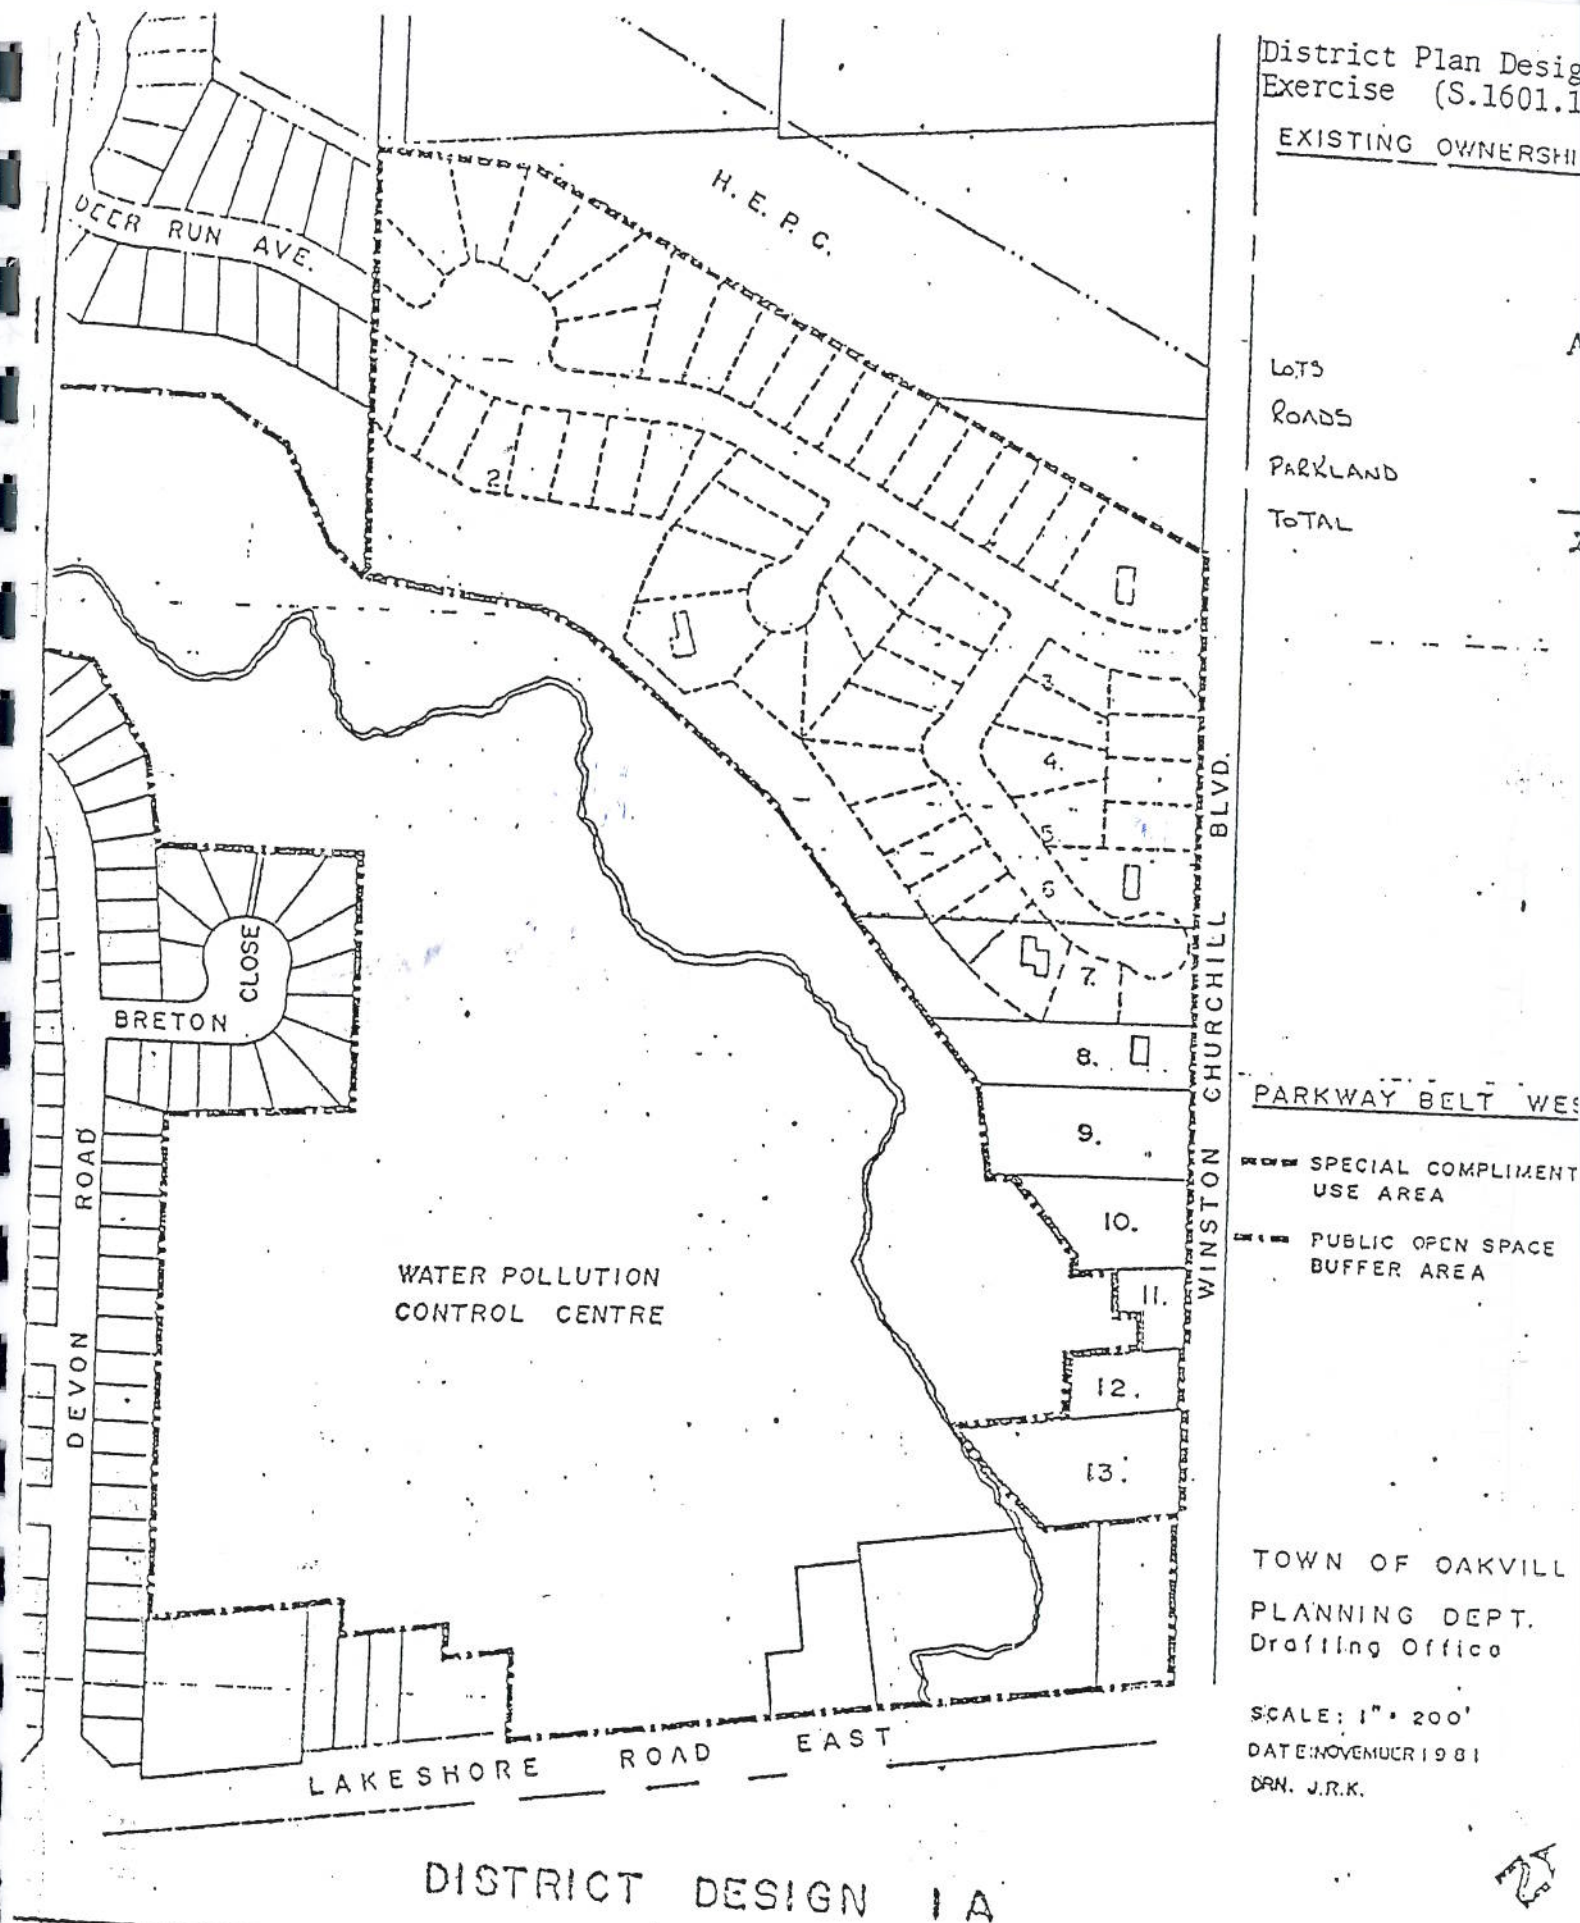 District Plan Desig
Exercise (S.1601.1
EXISTING OWNERSHI
H. E. P. C.
DEER RUN AVE.
LOTS
ROADS
PARKLAND
TOTAL
2
3.
4.
5.
6
7.
8.
9.
10.
11.
12.
13.
WINSTON CHURCHILL BLVD.
BRETON CLOSE
DEVON ROAD
WATER POLLUTION
CONTROL CENTRE
PARKWAY BELT WES
SPECIAL COMPLIMENT
USE AREA
PUBLIC OPEN SPACE
BUFFER AREA
TOWN OF OAKVILL
PLANNING DEPT.
Drafting Office
SCALE: 1" = 200'
DATE: NOVEMBER 1981
DRN. J.R.K.
LAKESHORE ROAD EAST
DISTRICT DESIGN 1A